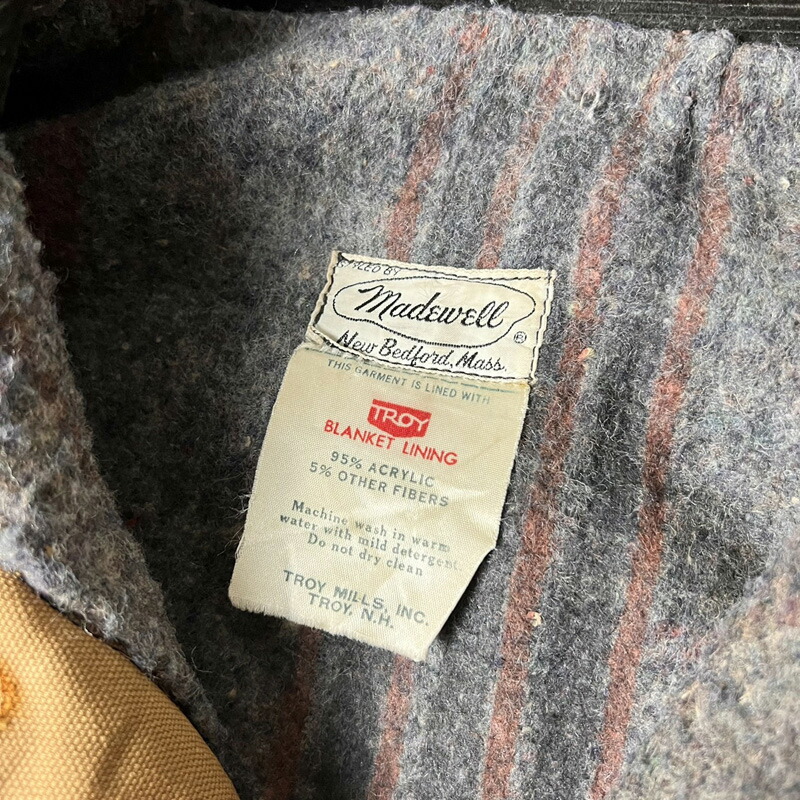 Madewell ®
New Bedford, Mass.
THIS GARMENT IS LINED WITH
TROY
BLANKET LINING
95% ACRYLIC
5% OTHER FIBERS
Machine wash in warm
water with mild detergent
Do not dry clean
TROY MILLS, INC.
TROY, N.H.